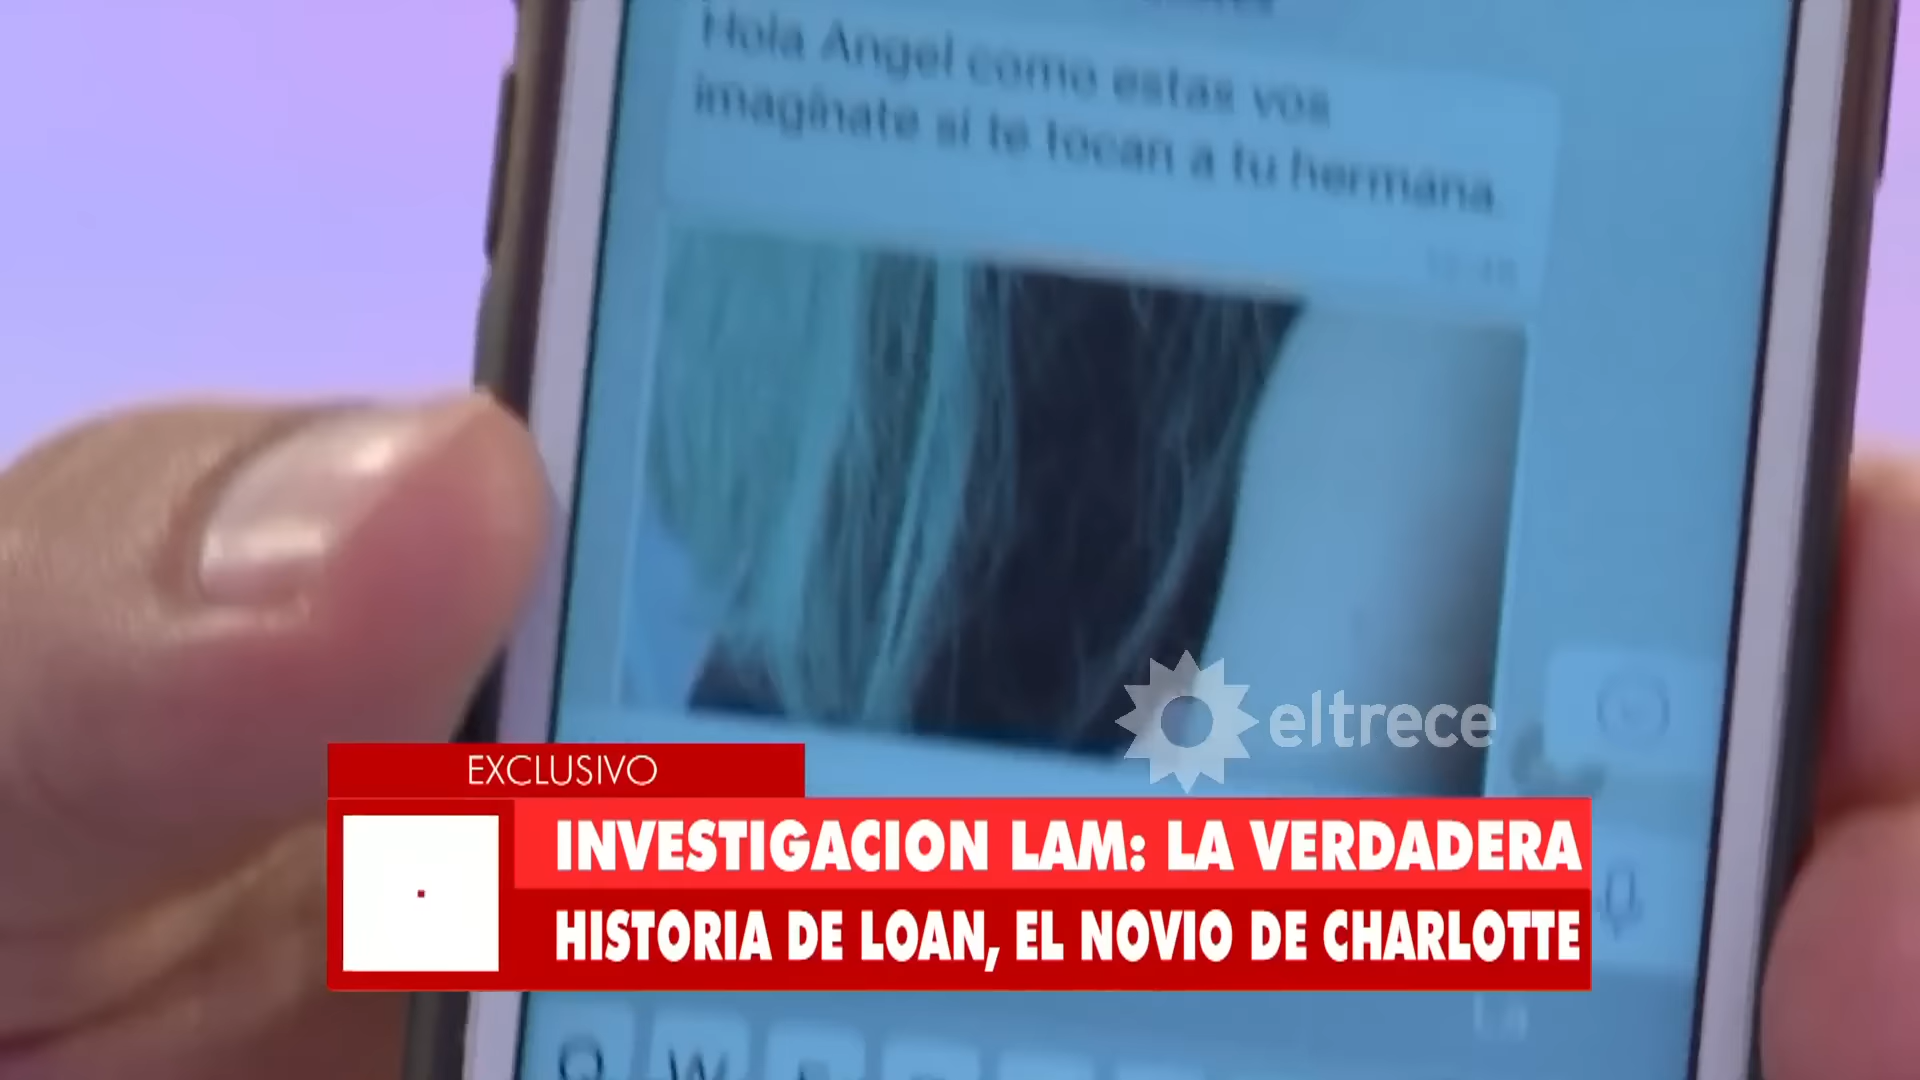 Hola Angel como estas vos
imaginate si te tocan a tu hermana.
eltrece
EXCLUSIVO
INVESTIGACION LAM: LA VERDADERA
HISTORIA DE LOAN, EL NOVIO DE CHARLOTTE
Q W